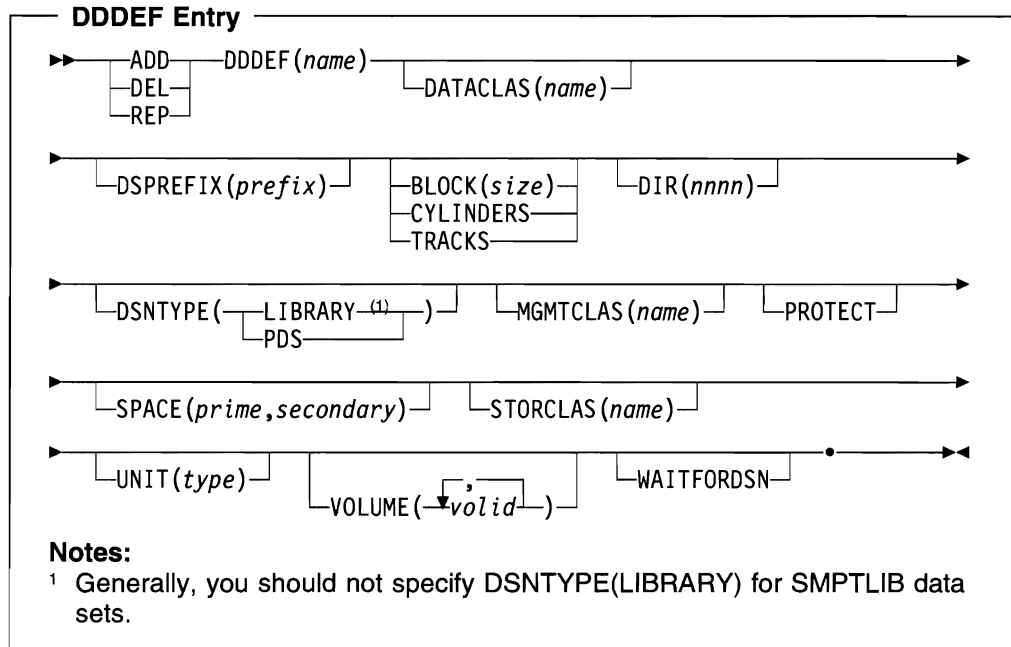 DDDEF Entry
ADD DDDEF(name)
DEL DATACLAS(name)
REP
DSPREFIX(prefix) BLOCK(size) DIR(nnnn)
CYLINDERS
TRACKS
DSNTYPE( LIBRARY (1) ) MGMTCLAS(name) PROTECT
PDS
SPACE(prime,secondary) STORCLAS(name)
UNIT(type) , WAITFORDSN
VOLUME( volid )
Notes:
1 Generally, you should not specify DSNTYPE(LIBRARY) for SMPTLIB data
sets.